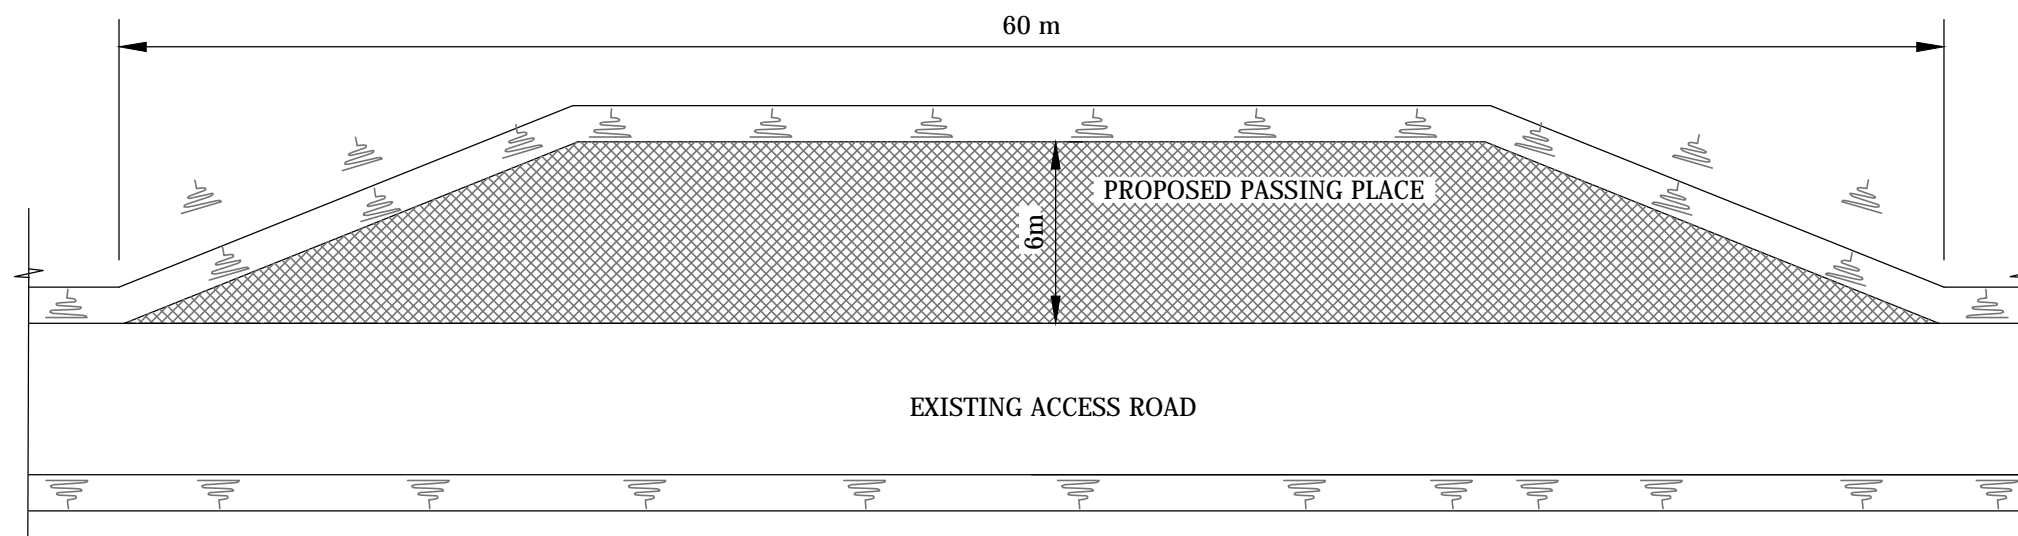 60 m
PROPOSED PASSING PLACE
6m
EXISTING ACCESS ROAD